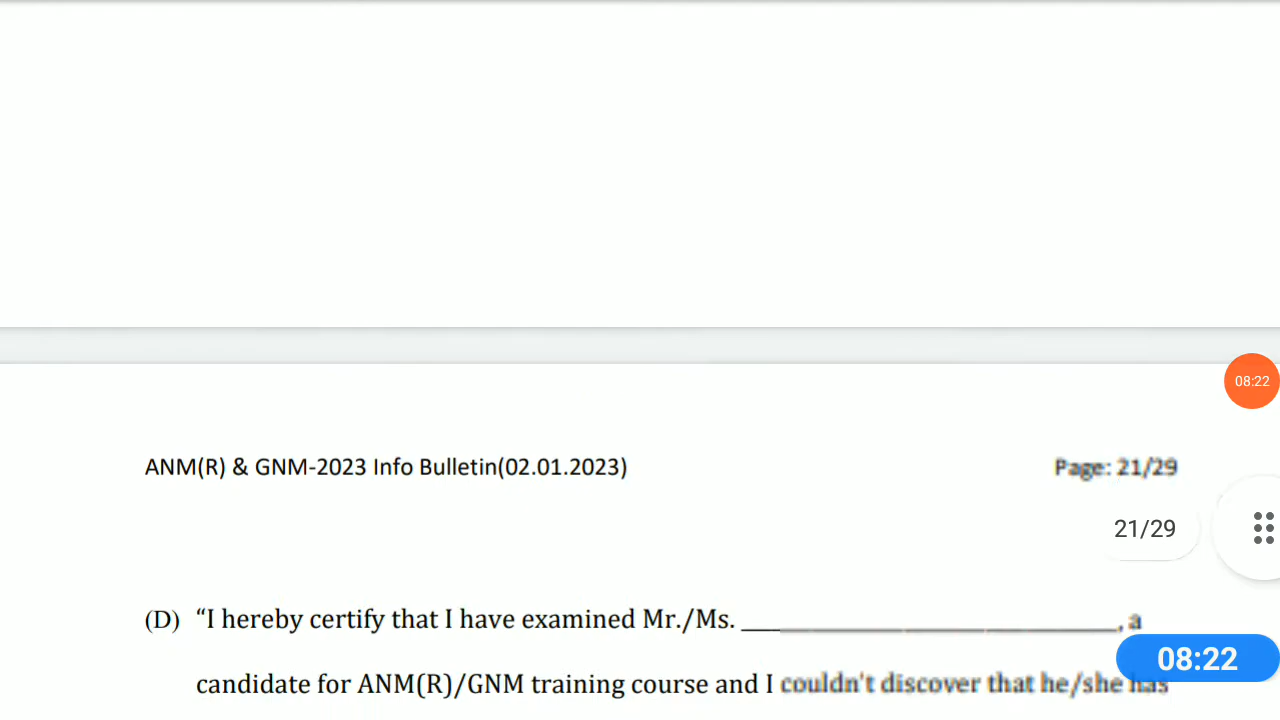 08:22
ANM(R) & GNM-2023 Info Bulletin(02.01.2023) Page: 21/29
21/29
(D) “I hereby certify that I have examined Mr./Ms. ____________________________, a
08:22
candidate for ANM(R)/GNM training course and I couldn't discover that he/she has